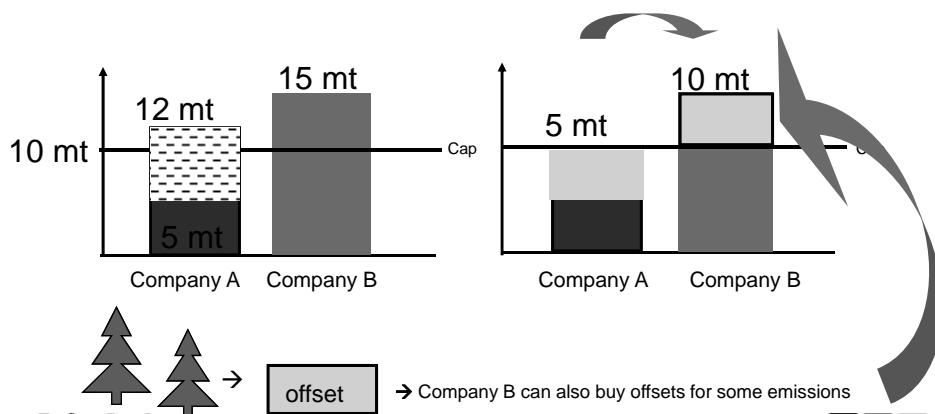 15 mt
12 mt
10 mt
Cap
5 mt
Company A
Company B
10 mt
5 mt
Company A
Company B
→
offset
→ Company B can also buy offsets for some emissions